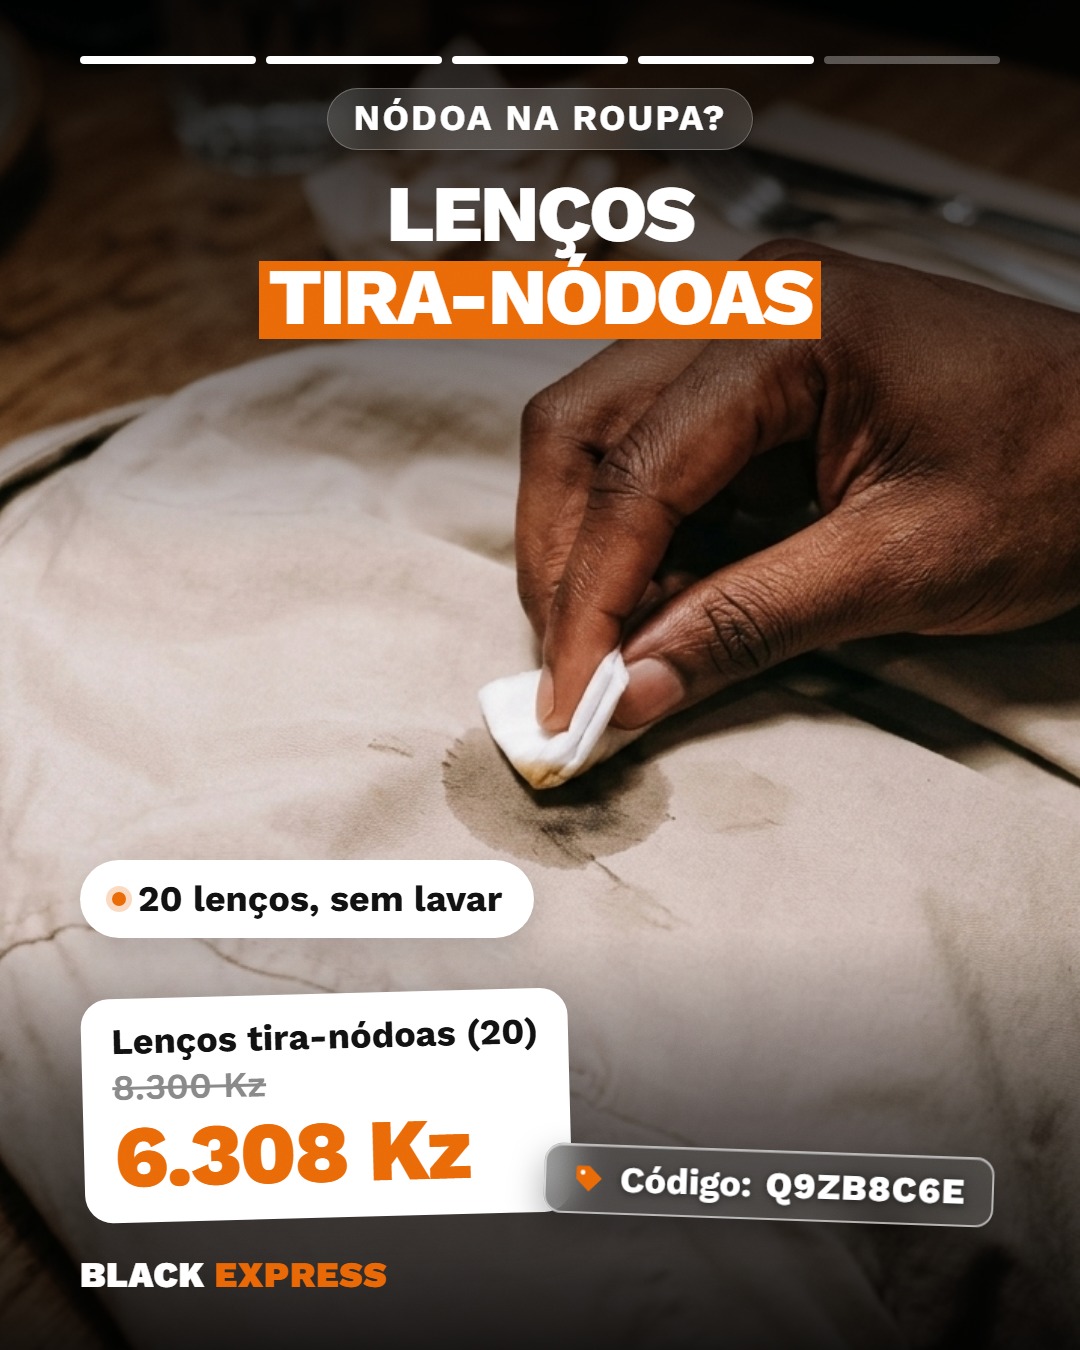 NÓDOA NA ROUPA?
LENÇOS
TIRA-NÓDOAS
20 lenços, sem lavar
Lenços tira-nódoas (20)
8.300 Kz
6.308 Kz
Código: Q9ZB8C6E
BLACK EXPRESS